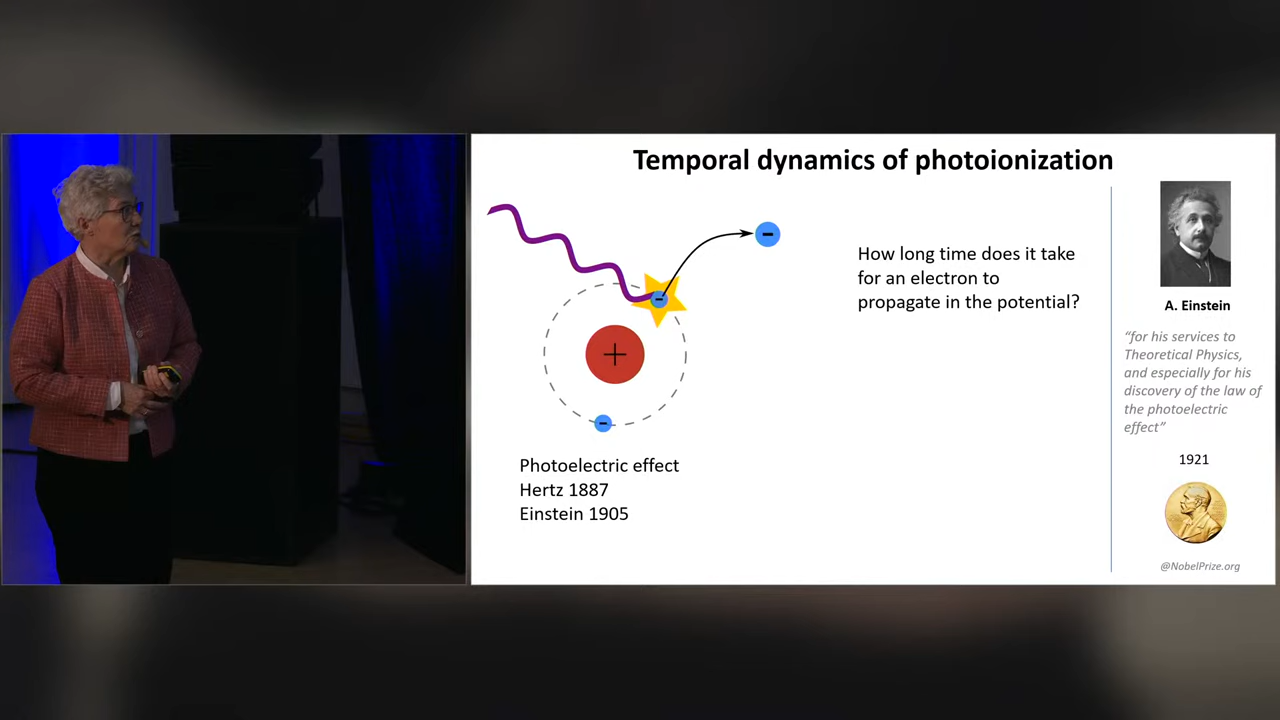 Temporal dynamics of photoionization
How long time does it take
for an electron to
propagate in the potential?
Photoelectric effect
Hertz 1887
Einstein 1905
A. Einstein
“for his services to
Theoretical Physics,
and especially for his
discovery of the law of
the photoelectric
effect”
1921
@NobelPrize.org